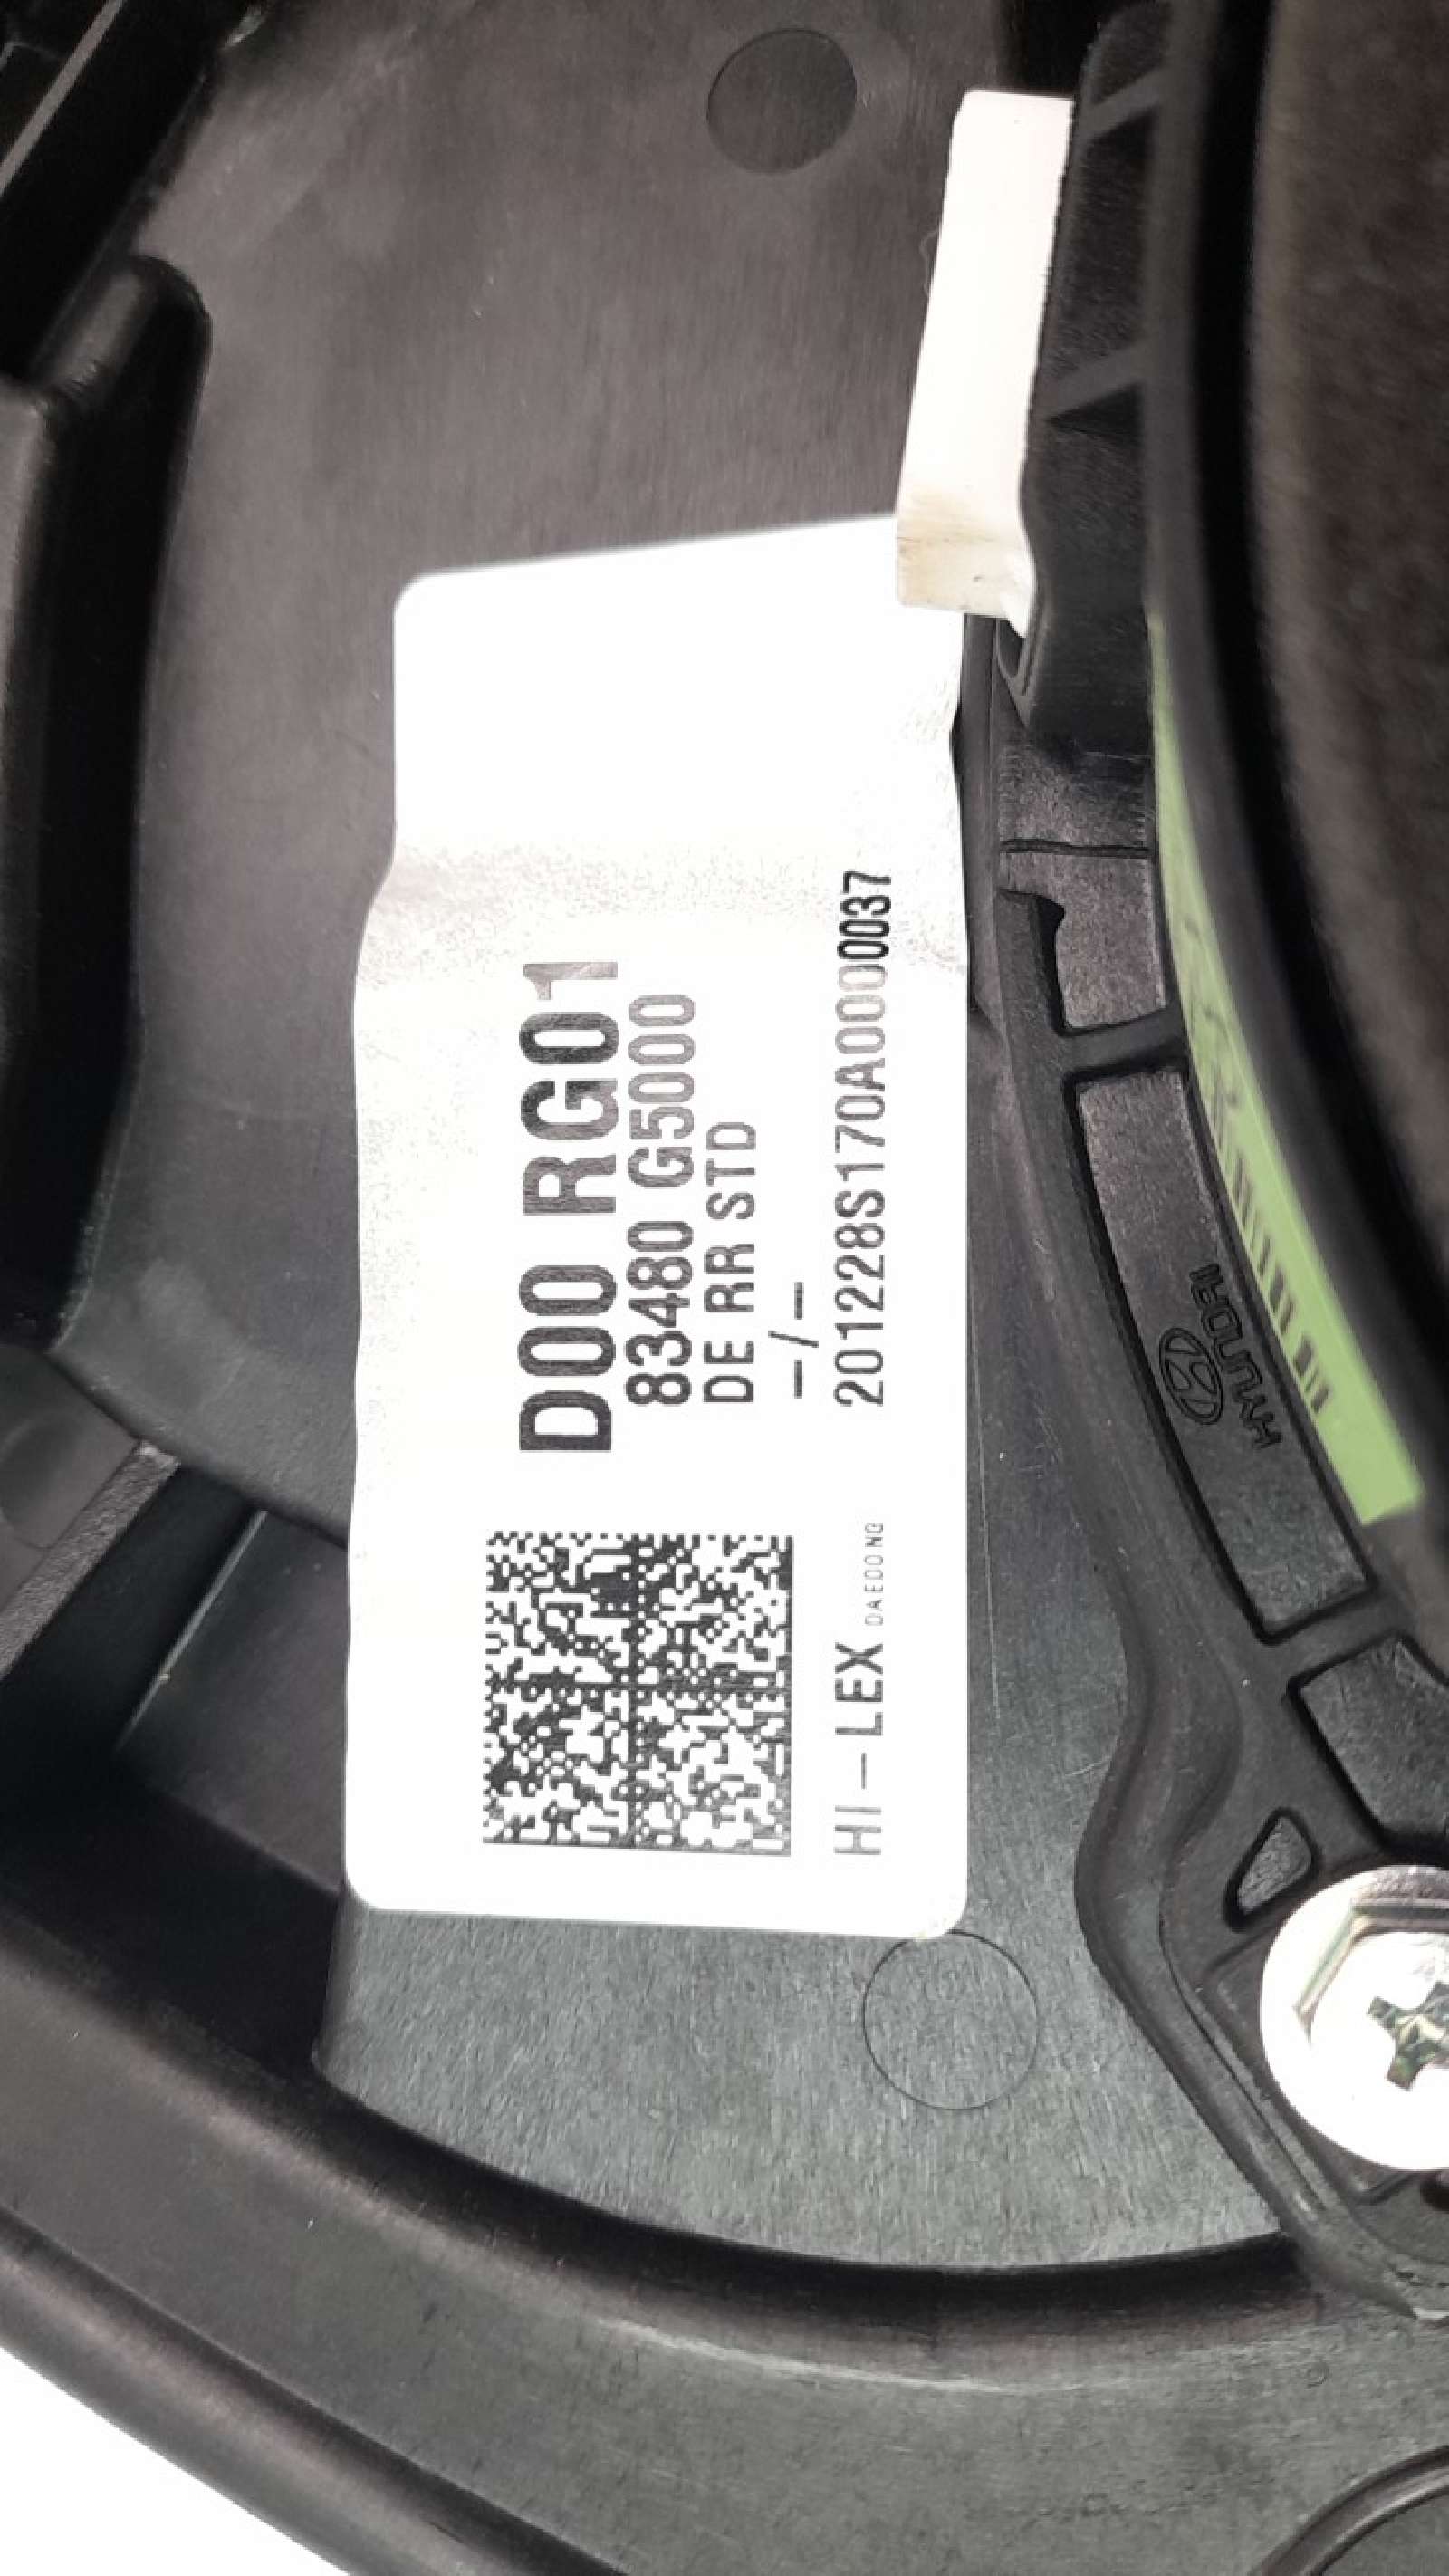 D00 RG01
83480 G5000
DE RR STD
-/-
201228S170A0000037
HI-LEX DAEDONG
HYUNDAI